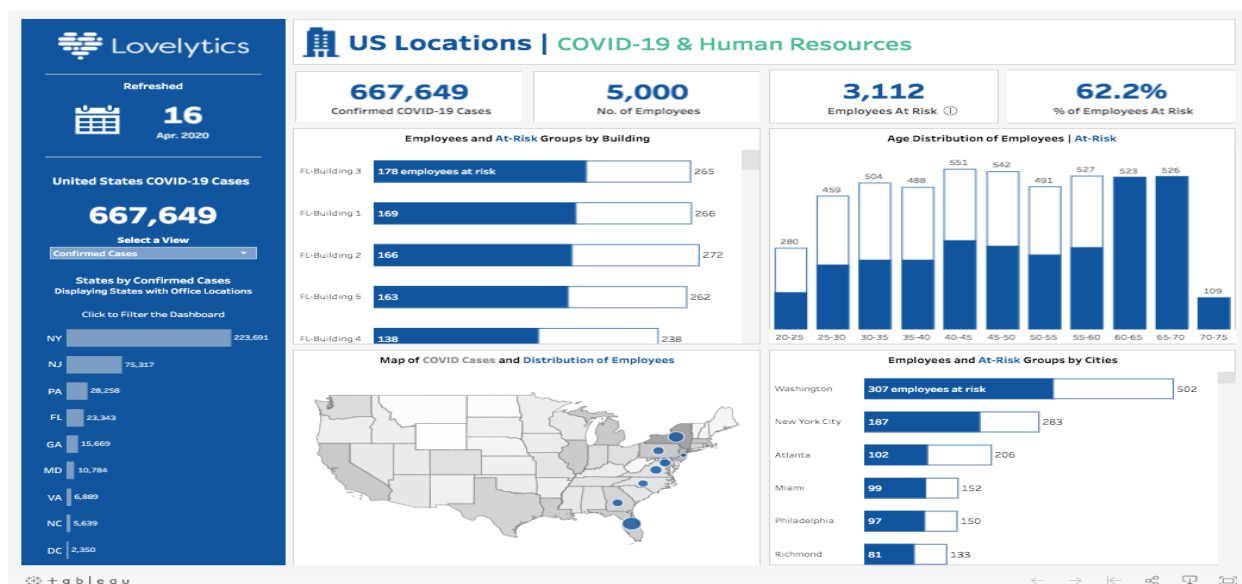 Lovelytics
Refreshed
16
Apr. 2020
United States COVID-19 Cases
667,649
Select a View
Confirmed Cases
States by Confirmed Cases
Displaying States with Office Locations
Click to Filter the Dashboard
NY 223,691
NJ 75,317
PA 28,258
FL 23,343
GA 15,669
MD 10,784
VA 6,889
NC 5,639
DC 2,350
US Locations | COVID-19 & Human Resources
667,649
Confirmed COVID-19 Cases
5,000
No. of Employees
3,112
Employees At Risk ⓘ
62.2%
% of Employees At Risk
Employees and At-Risk Groups by Building
FL-Building 3 178 employees at risk 265
FL-Building 1 169 266
FL-Building 2 166 272
FL-Building 5 163 262
FL-Building 4 138 238
Age Distribution of Employees | At-Risk
280 459 504 488 551 542 491 527 523 526 109
20-25 25-30 30-35 35-40 40-45 45-50 50-55 55-60 60-65 65-70 70-75
Map of COVID Cases and Distribution of Employees
Employees and At-Risk Groups by Cities
Washington 307 employees at risk 502
New York City 187 283
Atlanta 102 206
Miami 99 152
Philadelphia 97 150
Richmond 81 133
tableau